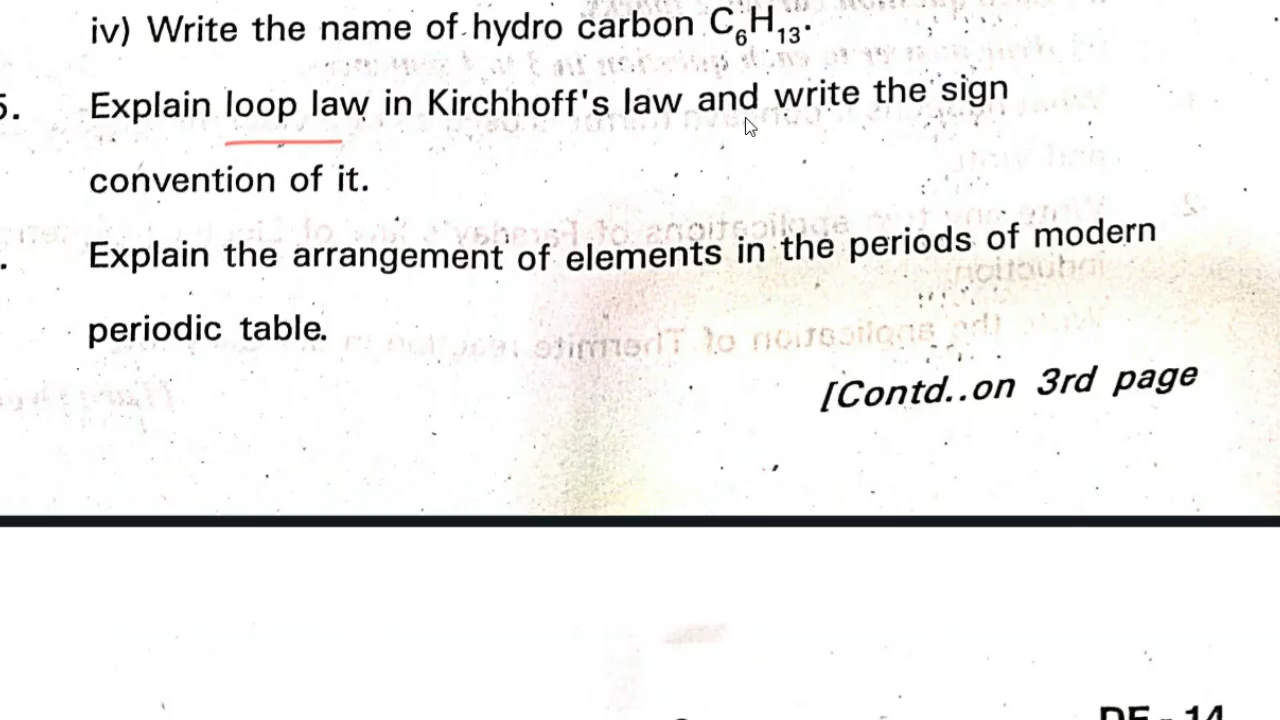 iv) Write the name of hydro carbon C₆H₁₃.
5. Explain loop law in Kirchhoff's law and write the sign
convention of it.
. Explain the arrangement of elements in the periods of modern
periodic table.
[Contd..on 3rd page
DE - 14